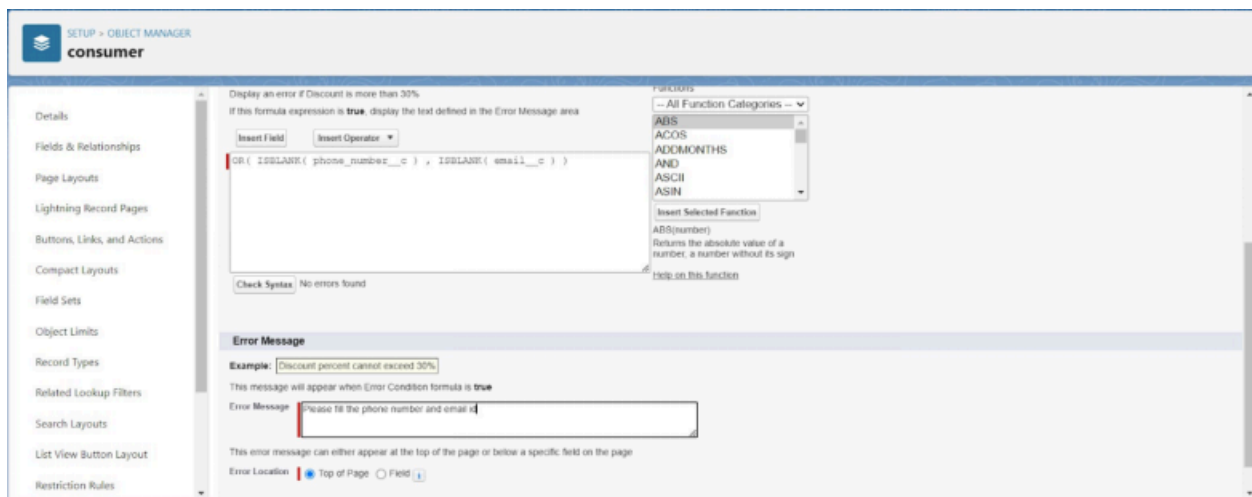 SETUP > OBJECT MANAGER
consumer
Details
Fields & Relationships
Page Layouts
Lightning Record Pages
Buttons, Links, and Actions
Compact Layouts
Field Sets
Object Limits
Record Types
Related Lookup Filters
Search Layouts
List View Button Layout
Restriction Rules
Display an error if Discount is more than 30%
If this formula expression is true, display the text defined in the Error Message area
Insert Field
Insert Operator
OR( ISBLANK( phone_number__c ) , ISBLANK( email__c ) )
Check Syntax No errors found
Functions
-- All Function Categories --
ABS
ACOS
ADDMONTHS
AND
ASCII
ASIN
Insert Selected Function
ABS(number)
Returns the absolute value of a
number, a number without its sign
Help on this function
Error Message
Example: Discount percent cannot exceed 30%
This message will appear when Error Condition formula is true
Error Message Please fill the phone number and email id
This error message can either appear at the top of the page or below a specific field on the page
Error Location Top of Page Field i